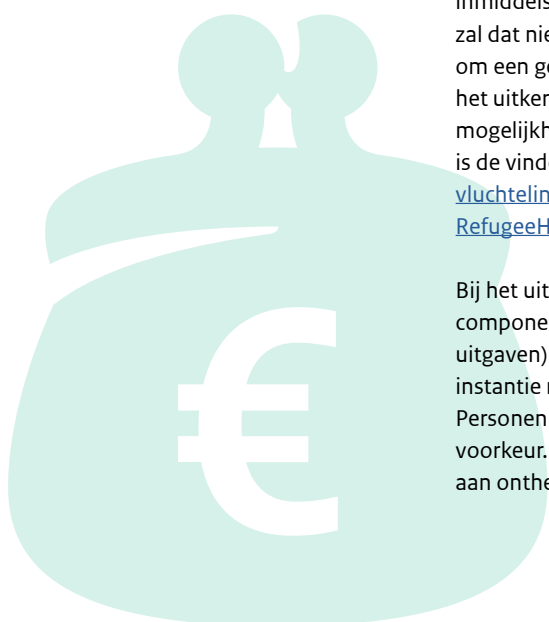 inmiddels
zal dat nie
om een g
het uitker
mogelijkh
is de vind
vluchtelin
RefugeeH
Bij het uit
compone
uitgaven)
instantie
Personen
voorkeur.
aan onthe
€